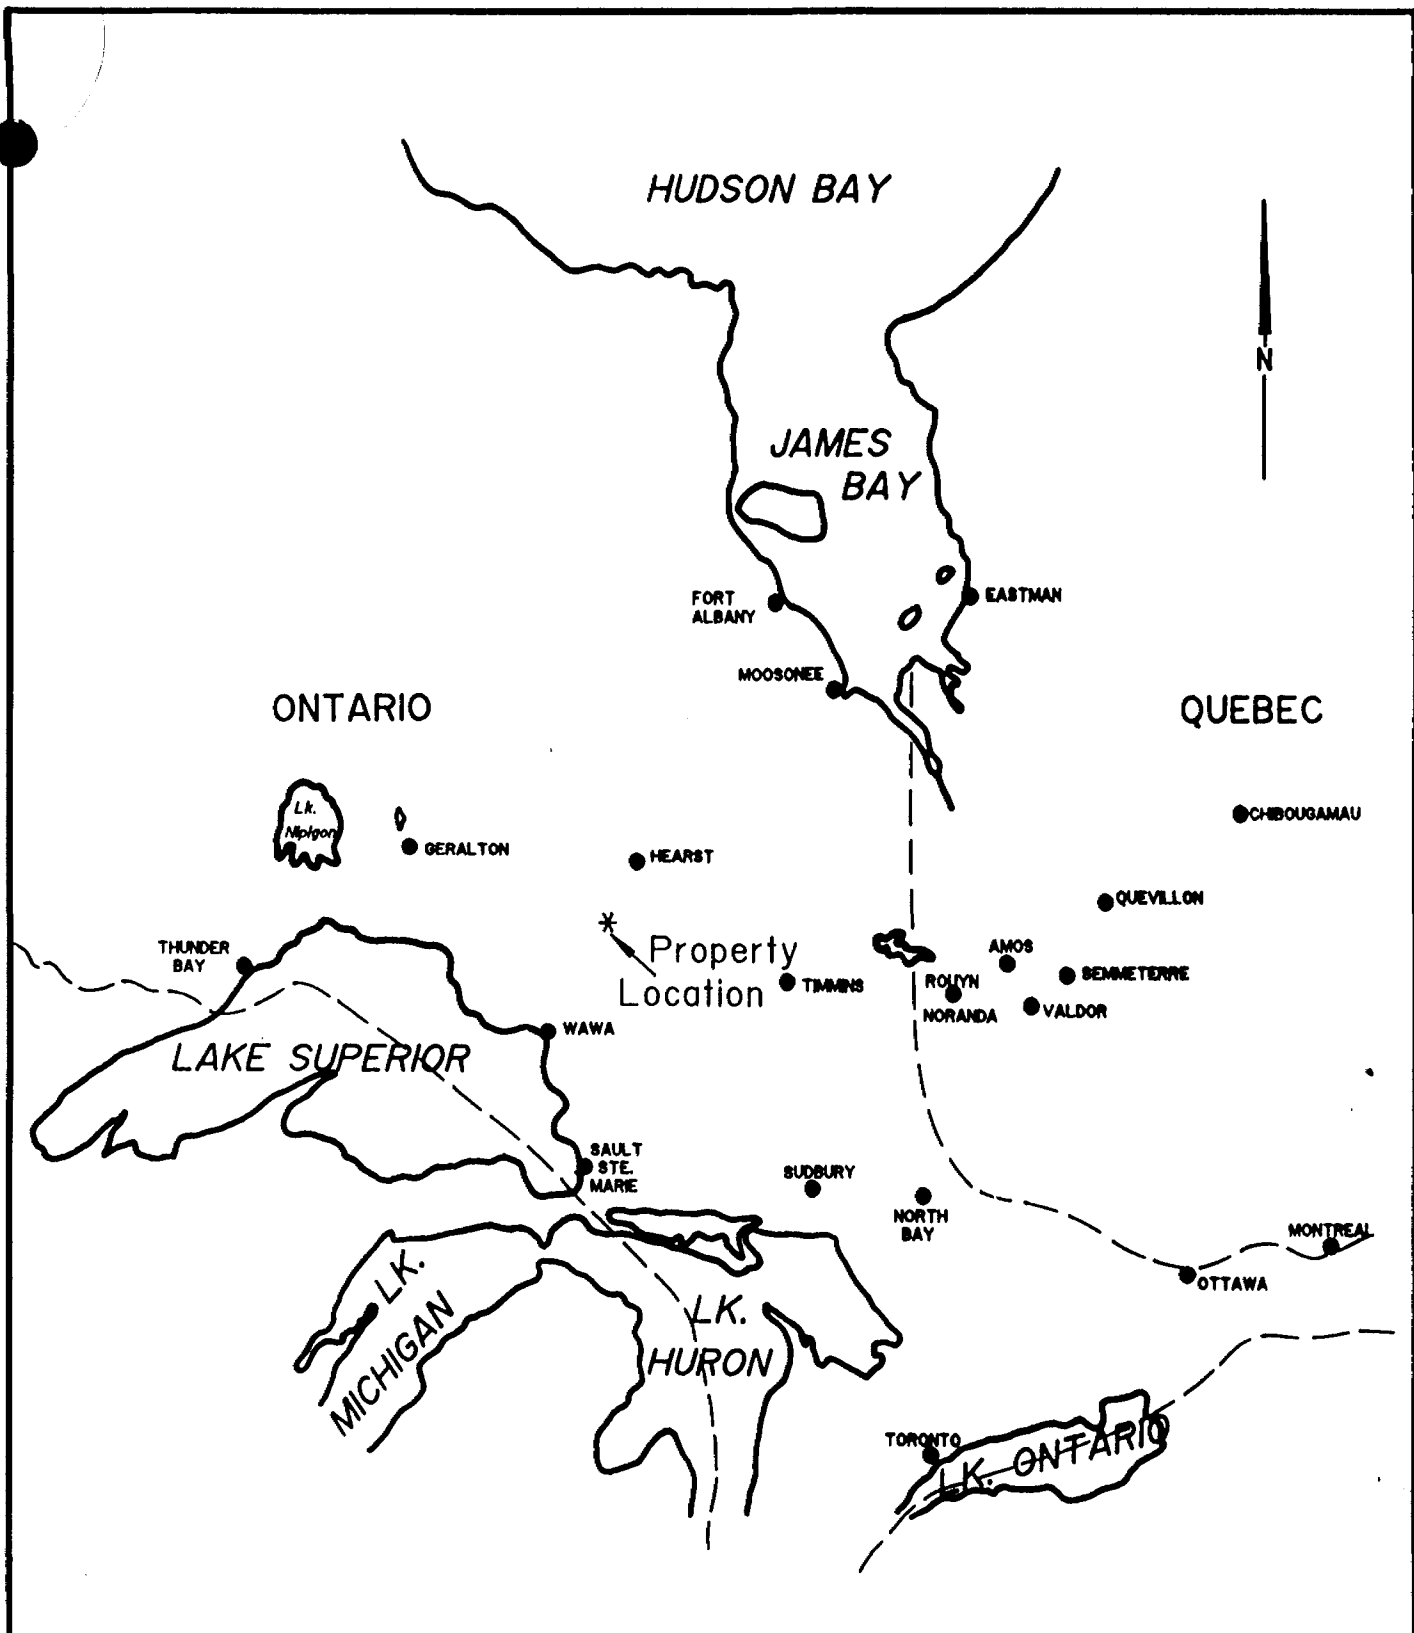 HUDSON BAY
N
JAMES
BAY
FORT
ALBANY
EASTMAN
MOOSONEE
ONTARIO
QUEBEC
Lk.
Nipigon
GERALTON
HEARST
CHIBOUGAMAU
QUEVILLON
THUNDER
BAY
Property
Location
TIMMINS
AMOS
SEMMETERRE
ROUYN
NORANDA
VALDOR
WAWA
LAKE SUPERIOR
SAULT
STE.
MARIE
SUDBURY
NORTH
BAY
MONTREAL
OTTAWA
LK.
MICHIGAN
LK.
HURON
TORONTO
LK. ONTARIO